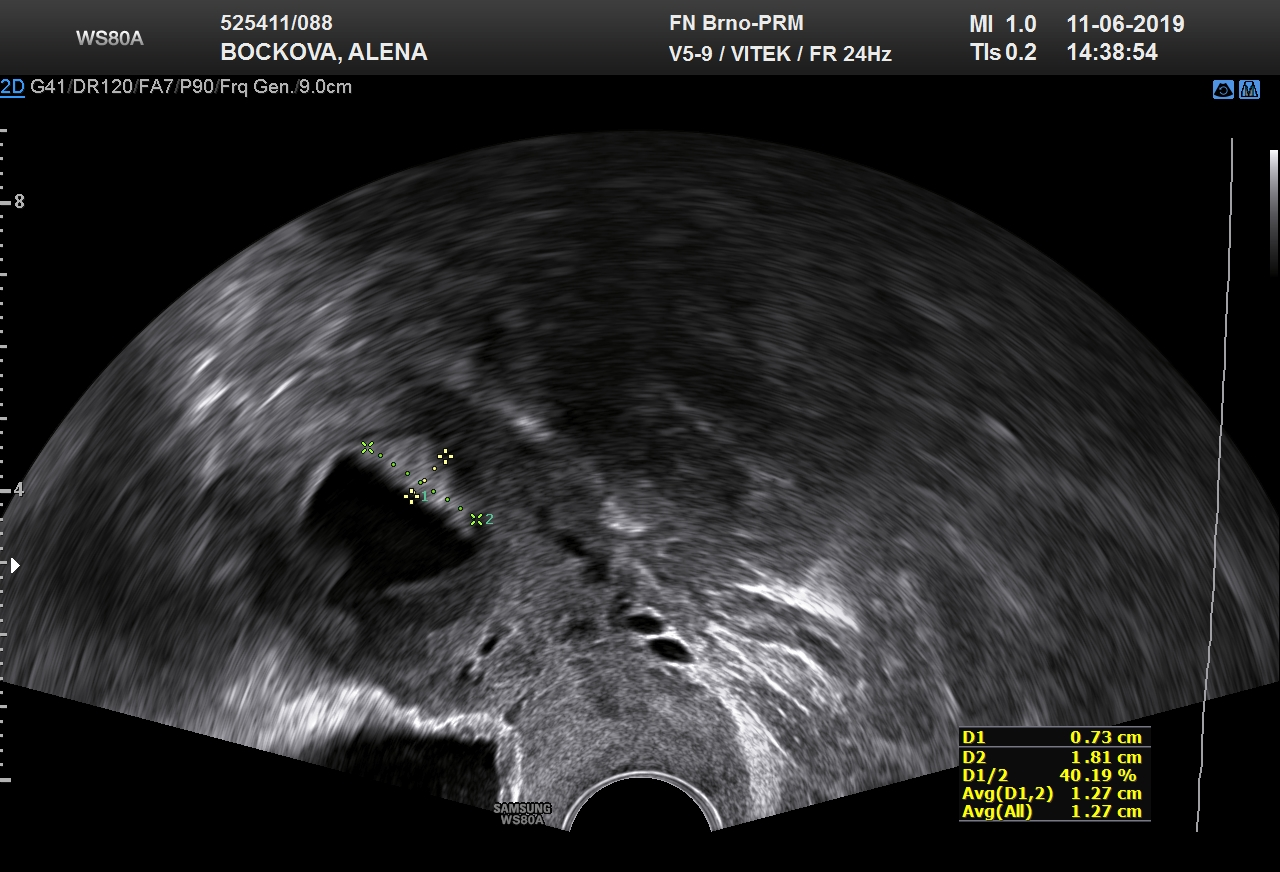 WS80A
525411/088
BOCKOVA, ALENA
FN Brno-PRM
V5-9 / VITEK / FR 24Hz
MI 1.0
TIs 0.2
11-06-2019
14:38:54
2D G41/DR120/FA7/P90/Frq Gen./9.0cm
8
4
1
2
D1 0.73 cm
D2 1.81 cm
D1/2 40.19 %
Avg(D1,2) 1.27 cm
Avg(All) 1.27 cm
SAMSUNG
WS80A